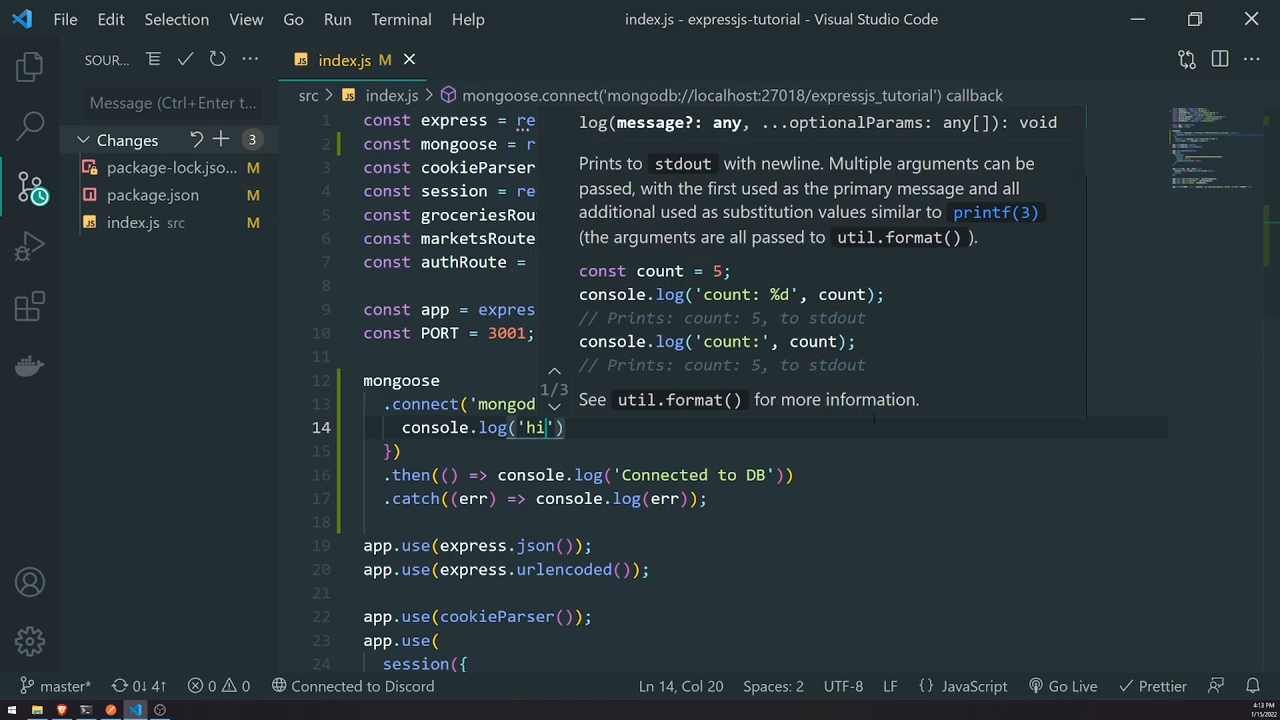 File Edit Selection View Go Run Terminal Help index.js - expressjs-tutorial - Visual Studio Code
SOUR...
Message (Ctrl+Enter t...
Changes 3
package-lock.jso... M
package.json M
index.js src M
index.js M
src > index.js > mongoose.connect('mongodb://localhost:27018/expressjs_tutorial') callback
1 const express = re
2 const mongoose = r
3 const cookieParser
4 const session = re
5 const groceriesRou
6 const marketsRoute
7 const authRoute =
8
9 const app = expres
10 const PORT = 3001;
11
12 mongoose
13 .connect('mongod
14 console.log('hi')
15 })
16 .then(() => console.log('Connected to DB'))
17 .catch((err) => console.log(err));
18
19 app.use(express.json());
20 app.use(express.urlencoded());
21
22 app.use(cookieParser());
23 app.use(
24 session({
log(message?: any, ...optionalParams: any[]): void
Prints to stdout with newline. Multiple arguments can be
passed, with the first used as the primary message and all
additional used as substitution values similar to printf(3)
(the arguments are all passed to util.format() ).
const count = 5;
console.log('count: %d', count);
// Prints: count: 5, to stdout
console.log('count:', count);
// Prints: count: 5, to stdout
See util.format() for more information.
1/3
master* 0↓ 4↑ 0 0 Connected to Discord Ln 14, Col 20 Spaces: 2 UTF-8 LF {} JavaScript Go Live Prettier
4:13 PM
1/15/2022